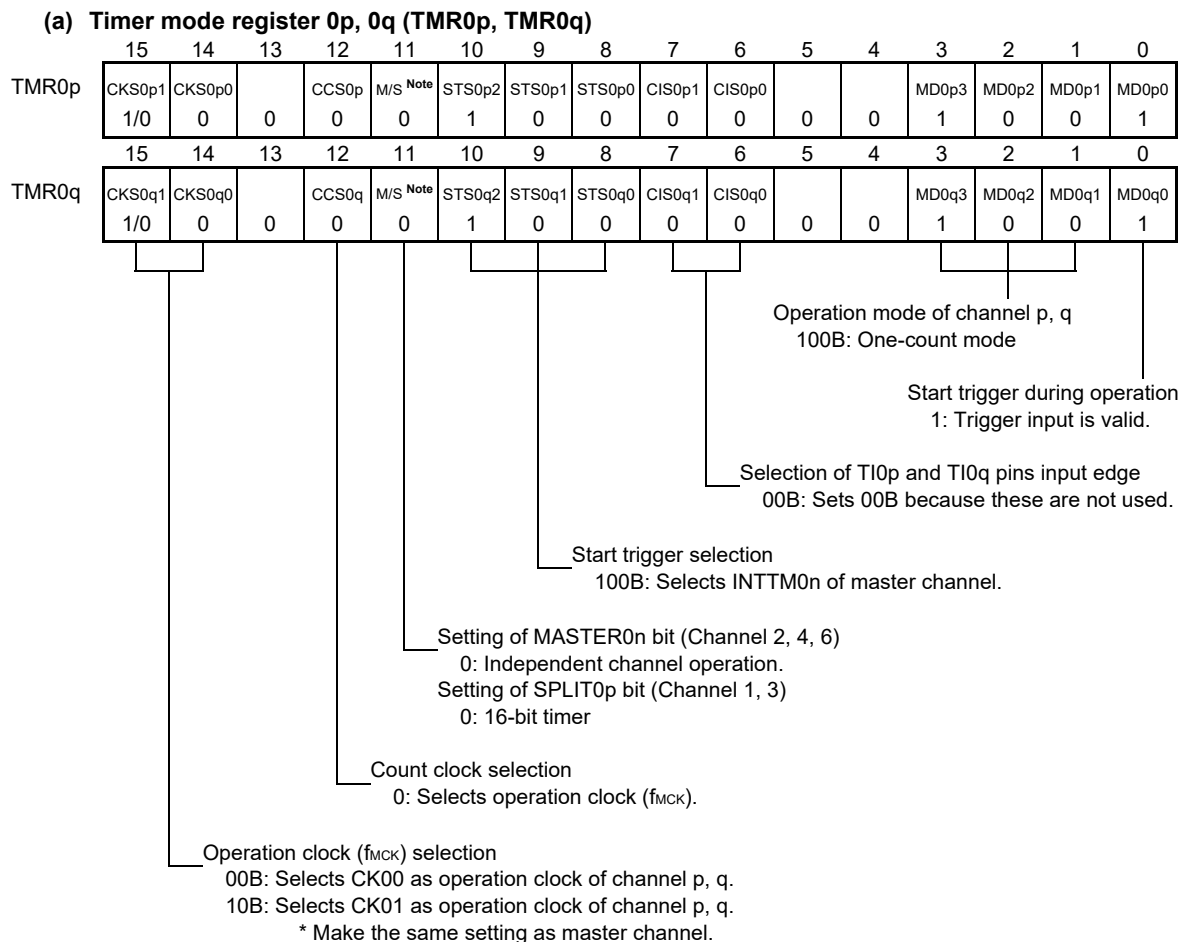 (a) Timer mode register 0p, 0q (TMR0p, TMR0q)
15 14 13 12 11 10 9 8 7 6 5 4 3 2 1 0
TMR0p CKS0p1 CKS0p0 CCS0p M/S Note STS0p2 STS0p1 STS0p0 CIS0p1 CIS0p0 MD0p3 MD0p2 MD0p1 MD0p0
1/0 0 0 0 0 1 0 0 0 0 0 0 1 0 0 1
15 14 13 12 11 10 9 8 7 6 5 4 3 2 1 0
TMR0q CKS0q1 CKS0q0 CCS0q M/S Note STS0q2 STS0q1 STS0q0 CIS0q1 CIS0q0 MD0q3 MD0q2 MD0q1 MD0q0
1/0 0 0 0 0 1 0 0 0 0 0 0 1 0 0 1
Operation mode of channel p, q
100B: One-count mode
Start trigger during operation
1: Trigger input is valid.
Selection of TI0p and TI0q pins input edge
00B: Sets 00B because these are not used.
Start trigger selection
100B: Selects INTTM0n of master channel.
Setting of MASTER0n bit (Channel 2, 4, 6)
0: Independent channel operation.
Setting of SPLIT0p bit (Channel 1, 3)
0: 16-bit timer
Count clock selection
0: Selects operation clock (fMCK).
Operation clock (fMCK) selection
00B: Selects CK00 as operation clock of channel p, q.
10B: Selects CK01 as operation clock of channel p, q.
* Make the same setting as master channel.